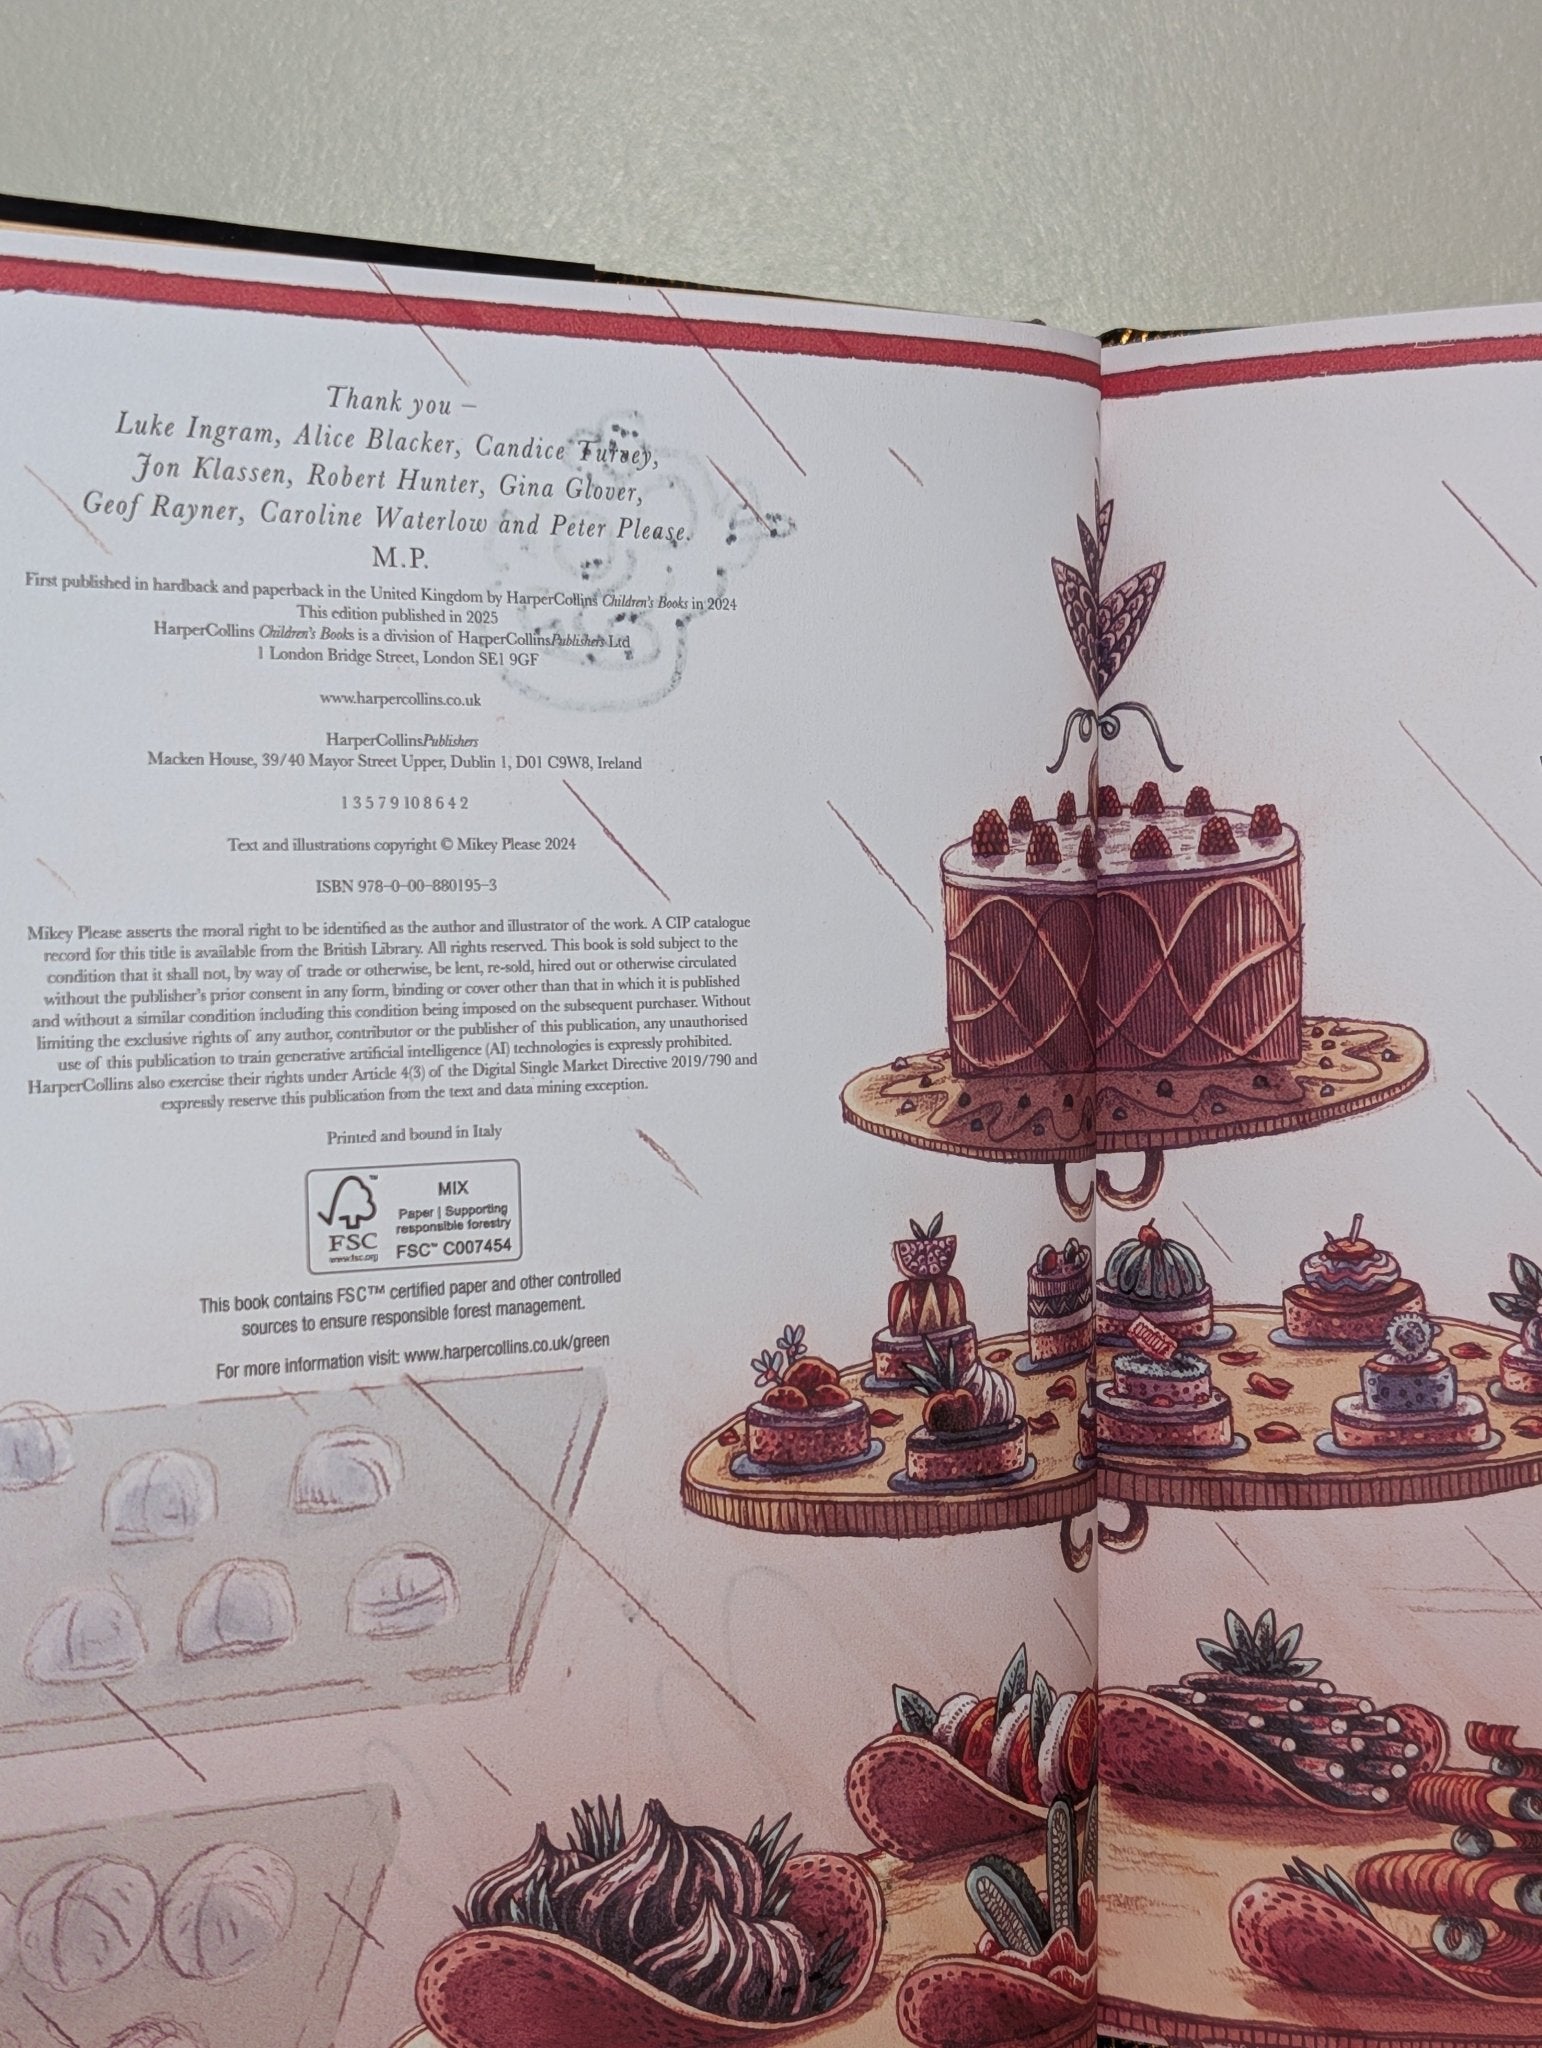 Thank you –
Luke Ingram, Alice Blacker, Candice Turvey,
Jon Klassen, Robert Hunter, Gina Glover,
Geof Rayner, Caroline Waterlow and Peter Please.
M.P.
First published in hardback and paperback in the United Kingdom by HarperCollins Children's Books in 2024
This edition published in 2025
HarperCollins Children's Books is a division of HarperCollinsPublishers Ltd
1 London Bridge Street, London SE1 9GF
www.harpercollins.co.uk
HarperCollinsPublishers
Macken House, 39/40 Mayor Street Upper, Dublin 1, D01 C9W8, Ireland
1 3 5 7 9 10 8 6 4 2
Text and illustrations copyright © Mikey Please 2024
ISBN 978–0–00–880195–3
Mikey Please asserts the moral right to be identified as the author and illustrator of the work. A CIP catalogue
record for this title is available from the British Library. All rights reserved. This book is sold subject to the
condition that it shall not, by way of trade or otherwise, be lent, re-sold, hired out or otherwise circulated
without the publisher's prior consent in any form, binding or cover other than that in which it is published
and without a similar condition including this condition being imposed on the subsequent purchaser. Without
limiting the exclusive rights of any author, contributor or the publisher of this publication, any unauthorised
use of this publication to train generative artificial intelligence (AI) technologies is expressly prohibited.
HarperCollins also exercise their rights under Article 4(3) of the Digital Single Market Directive 2019/790 and
expressly reserve this publication from the text and data mining exception.
Printed and bound in Italy
FSC
www.fsc.org
MIX
Paper | Supporting
responsible forestry
FSC™ C007454
This book contains FSC™ certified paper and other controlled
sources to ensure responsible forest management.
For more information visit: www.harpercollins.co.uk/green